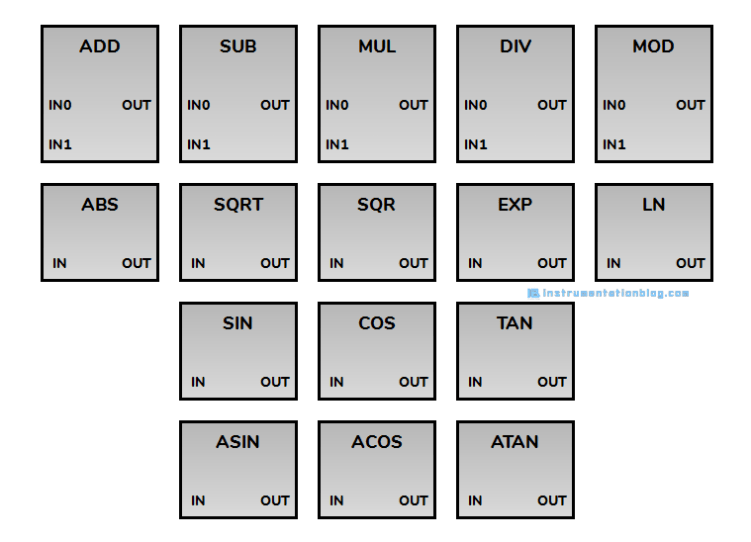 ADD SUB MUL DIV MOD
IN0 OUT IN0 OUT IN0 OUT IN0 OUT IN0 OUT
IN1 IN1 IN1 IN1 IN1
ABS SQRT SQR EXP LN
IN OUT IN OUT IN OUT IN OUT IN OUT
Instrumentationblog.com
SIN COS TAN
IN OUT IN OUT IN OUT
ASIN ACOS ATAN
IN OUT IN OUT IN OUT